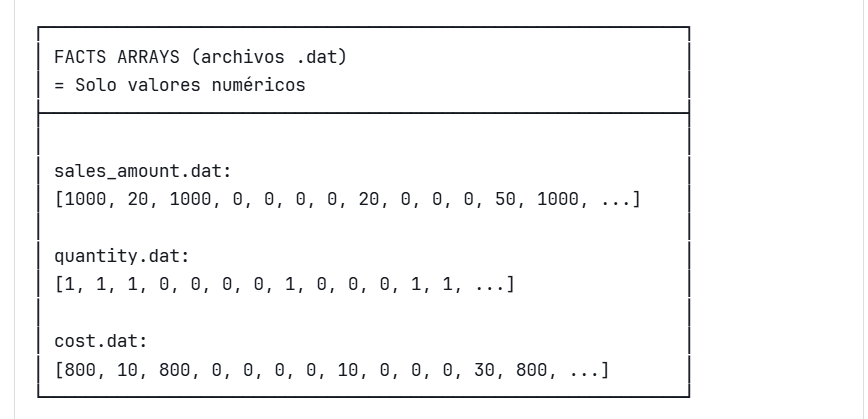 FACTS ARRAYS (archivos .dat)
= Solo valores numéricos
sales_amount.dat:
[1000, 20, 1000, 0, 0, 0, 0, 20, 0, 0, 0, 50, 1000, ...]
quantity.dat:
[1, 1, 1, 0, 0, 0, 0, 1, 0, 0, 0, 1, 1, ...]
cost.dat:
[800, 10, 800, 0, 0, 0, 0, 10, 0, 0, 0, 30, 800, ...]